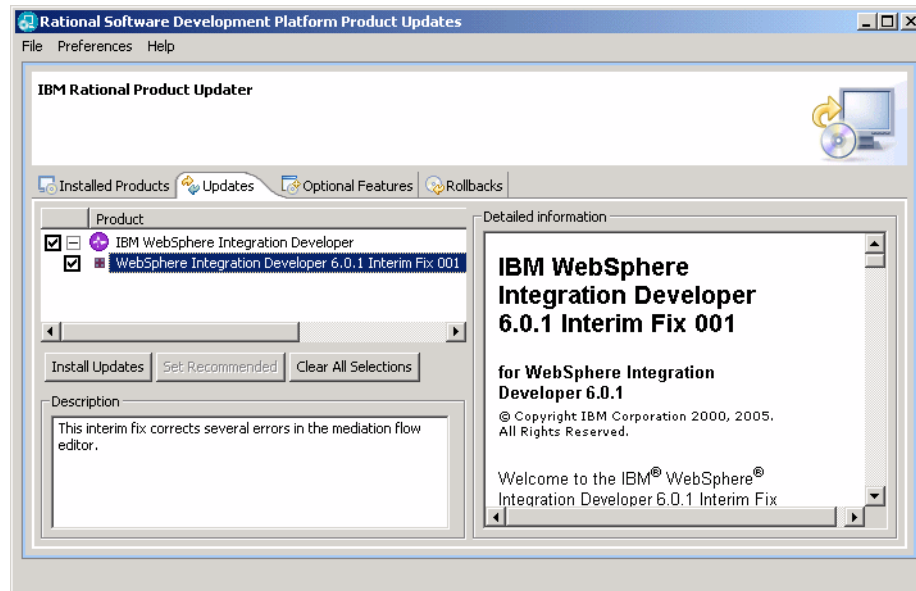 Rational Software Development Platform Product Updates
File Preferences Help
IBM Rational Product Updater
Installed Products Updates Optional Features Rollbacks
Product
IBM WebSphere Integration Developer
WebSphere Integration Developer 6.0.1 Interim Fix 001
Install Updates Set Recommended Clear All Selections
Description
This interim fix corrects several errors in the mediation flow
editor.
Detailed information
IBM WebSphere
Integration Developer
6.0.1 Interim Fix 001
for WebSphere Integration
Developer 6.0.1
© Copyright IBM Corporation 2000, 2005.
All Rights Reserved.
Welcome to the IBM® WebSphere®
Integration Developer 6.0.1 Interim Fix